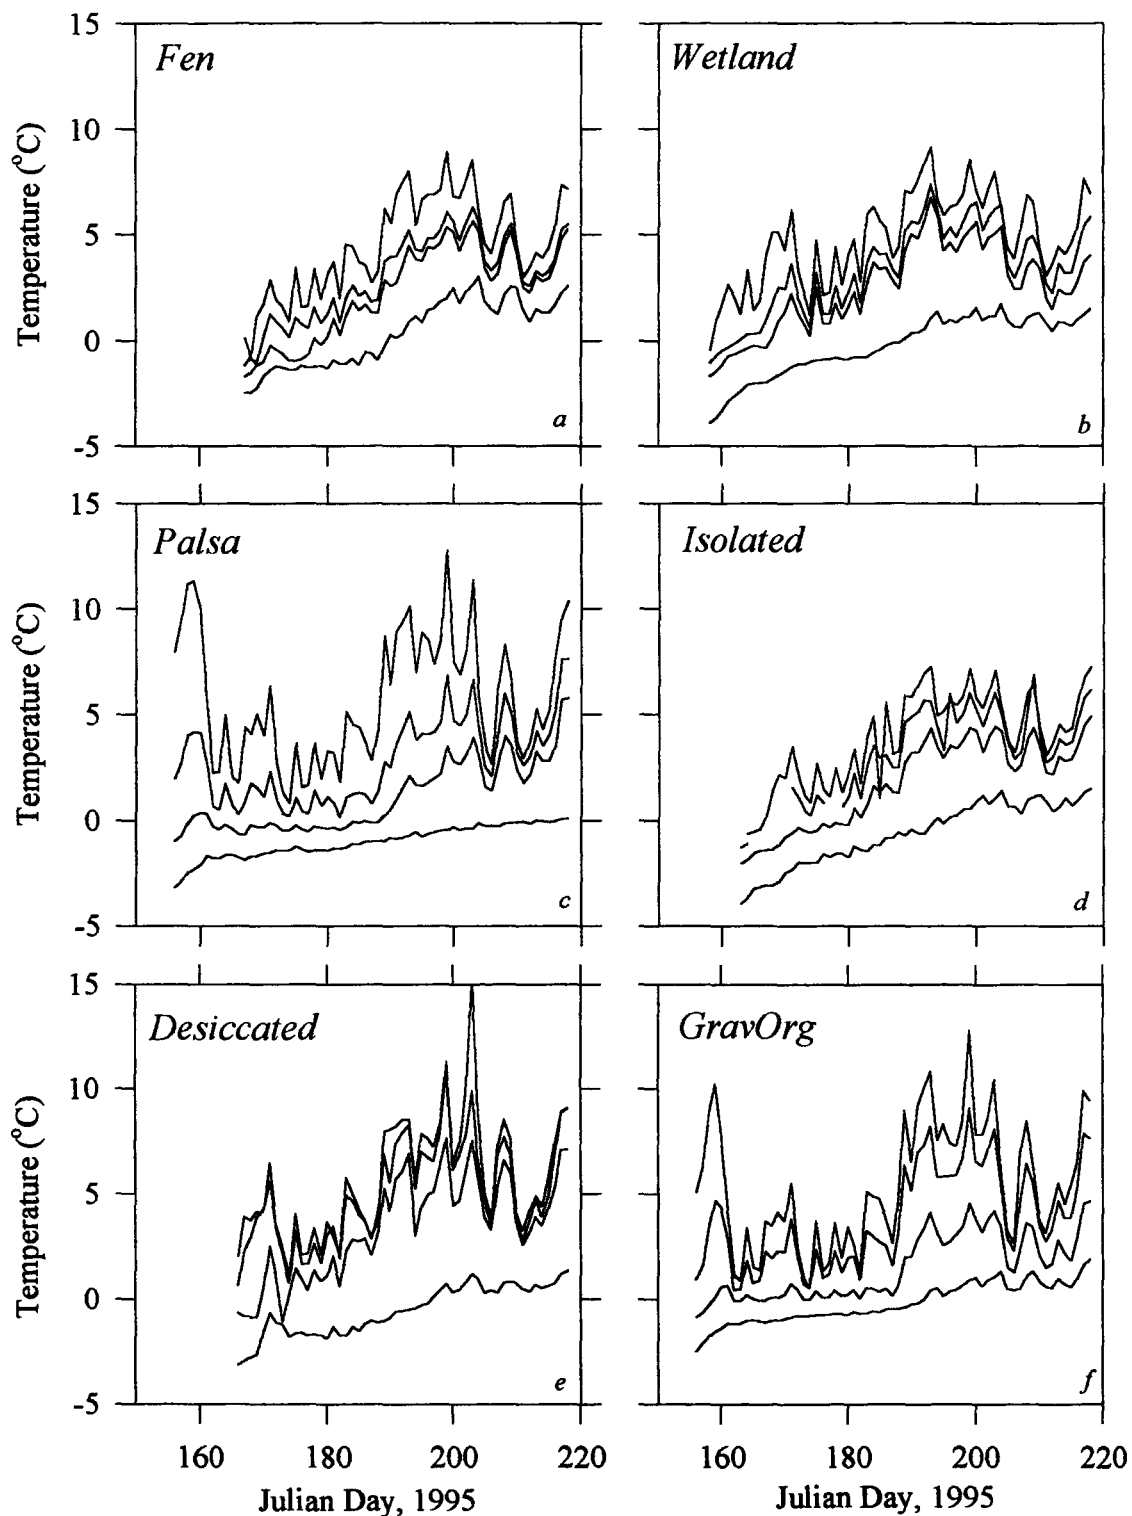 15
10
5
0
-5
Temperature (°C)
Fen
a
Wetland
b
15
10
5
0
-5
Temperature (°C)
Palsa
c
Isolated
d
15
10
5
0
-5
Temperature (°C)
Desiccated
e
GravOrg
f
160 180 200 220
160 180 200 220
Julian Day, 1995
Julian Day, 1995